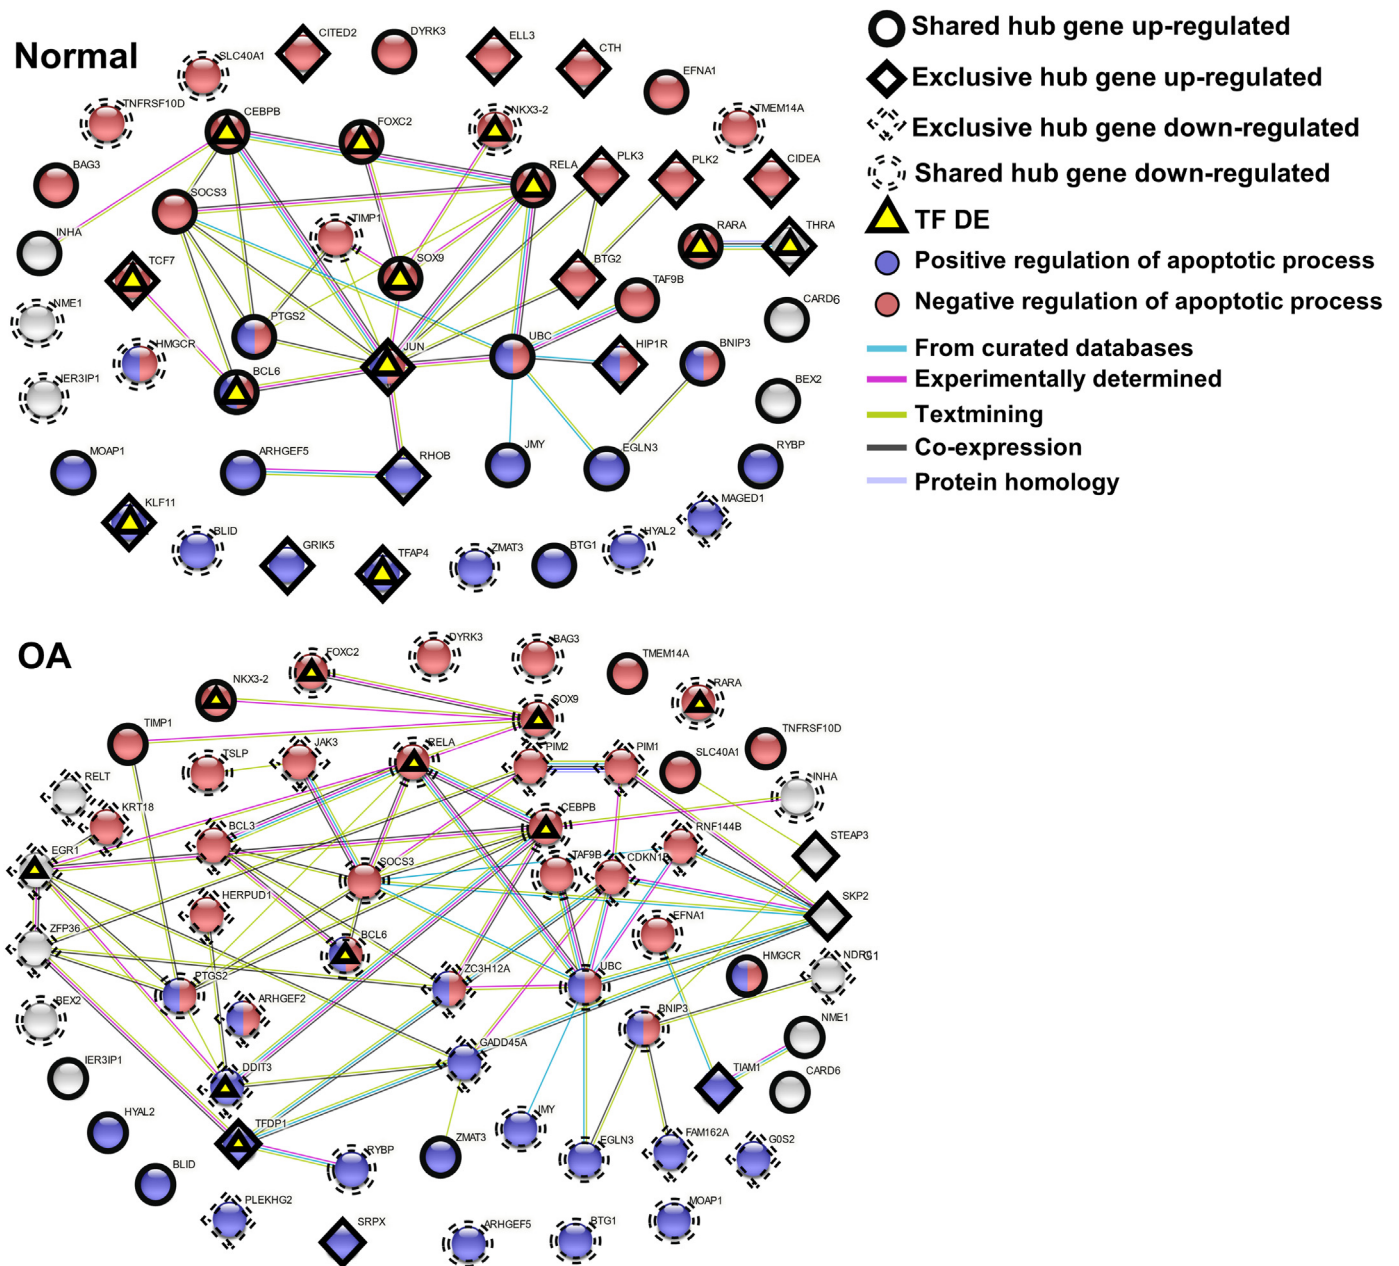 Normal
CITED2
DYRK3
ELL3
CTH
SLC40A1
EFNA1
TNFRSF10D
CEBPB
FOXC2
NKX3-2
TMEM14A
BAG3
SOCS3
RELA
PLK3
PLK2
CIDEA
TIMP1
INHA
RARA
THRA
TCF7
SOX9
BTG2
TAF9B
CARD6
NME1
PTGS2
HMGCR
JUN
UBC
HIP1R
BNIP3
IER3IP1
BCL6
BEX2
MOAP1
ARHGEF5
RHOB
JMY
EGLN3
RYBP
KLF11
BLID
GRIK5
TFAP4
ZMAT3
BTG1
HYAL2
MAGED1
Shared hub gene up-regulated
Exclusive hub gene up-regulated
Exclusive hub gene down-regulated
Shared hub gene down-regulated
TF DE
Positive regulation of apoptotic process
Negative regulation of apoptotic process
From curated databases
Experimentally determined
Textmining
Co-expression
Protein homology
OA
FOXC2
DYRK3
BAG3
TMEM14A
NKX3-2
SOX9
RARA
TIMP1
TNFRSF10D
TSLP
JAK3
RELA
PIM2
PIM1
SLC40A1
INHA
RELT
KRT18
BCL3
CEBPB
RNF144B
STEAP3
EGR1
SOCS3
TAF9B
CDKN1B
HERPUD1
EFNA1
SKP2
ZFP36
BCL6
PTGS2
ZC3H12A
UBC
HMGCR
NDRG1
BEX2
ARHGEF2
BNIP3
NME1
IER3IP1
DDIT3
GADD45A
TIAM1
CARD6
HYAL2
TFDP1
RYBP
ZMAT3
JMY
EGLN3
FAM162A
G0S2
BLID
PLEKHG2
SRPX
ARHGEF5
BTG1
MOAP1